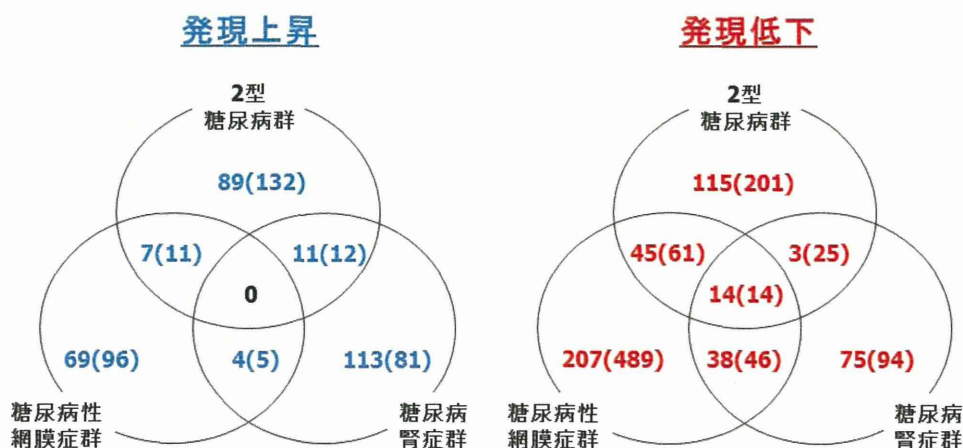 発現上昇
2型
糖尿病群
89(132)
7(11)
11(12)
0
69(96)
4(5)
113(81)
糖尿病性
網膜症群
糖尿病
腎症群
発現低下
2型
糖尿病群
115(201)
45(61)
3(25)
14(14)
207(489)
38(46)
75(94)
糖尿病性
網膜症群
糖尿病
腎症群